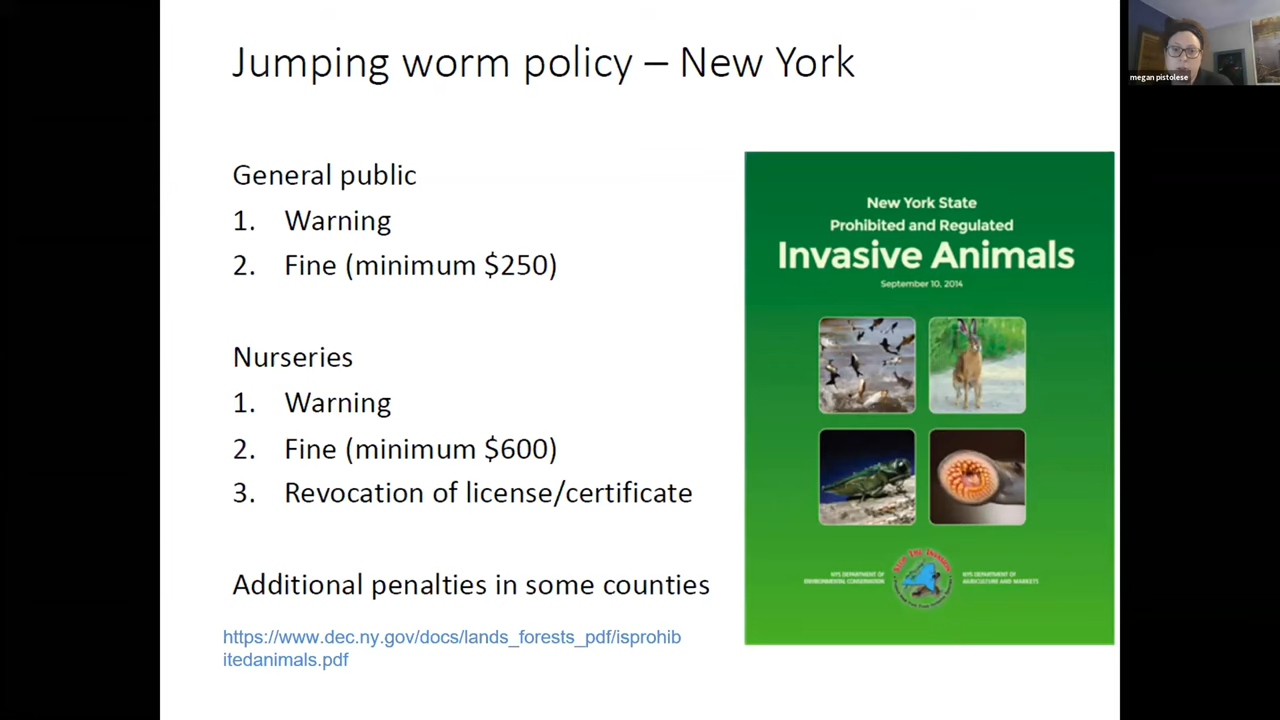 Jumping worm policy – New York
megan pistolese
General public
1. Warning
2. Fine (minimum $250)
Nurseries
1. Warning
2. Fine (minimum $600)
3. Revocation of license/certificate
Additional penalties in some counties
https://www.dec.ny.gov/docs/lands_forests_pdf/isprohib
itedanimals.pdf
New York State
Prohibited and Regulated
Invasive Animals
September 10, 2014
NYS DEPARTMENT OF
ENVIRONMENTAL CONSERVATION
NYS DEPARTMENT OF
AGRICULTURE AND MARKETS